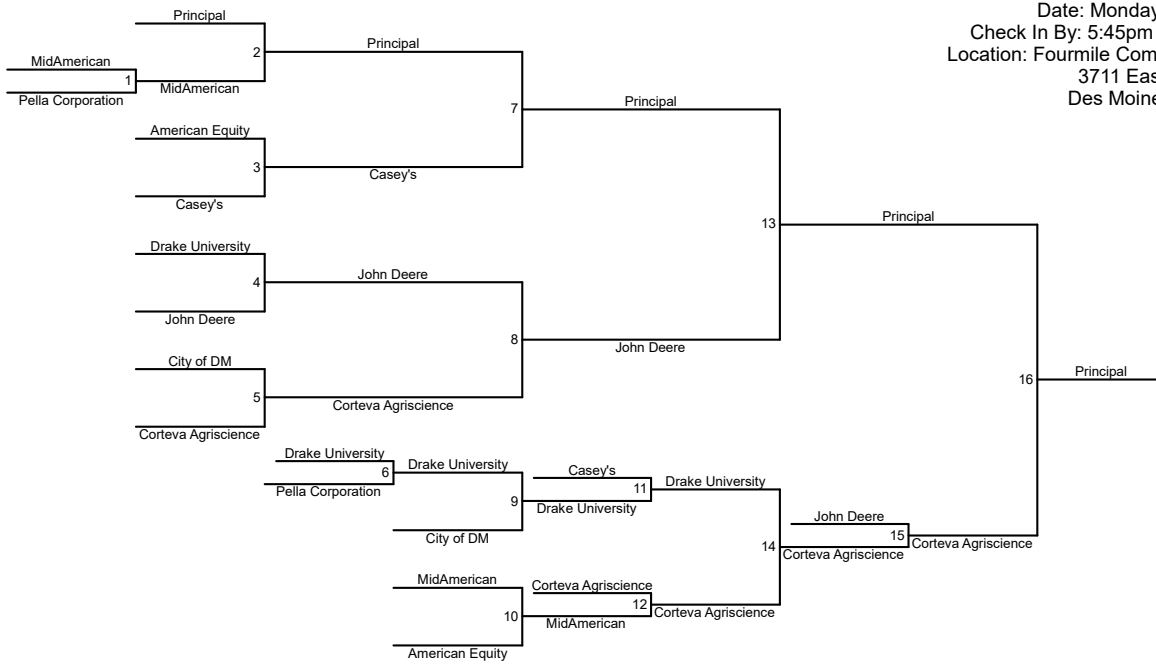 Principal
Date: Monday
Check In By: 5:45pm
Location: Fourmile Com
3711 Eas
Des Moine
2
Principal
MidAmerican
1
MidAmerican
Pella Corporation
7
Principal
American Equity
3
Casey's
Casey's
13
Principal
Drake University
4
John Deere
John Deere
8
John Deere
City of DM
5
Corteva Agriscience
Corteva Agriscience
16
Principal
Drake University
6
Drake University
Pella Corporation
Casey's
11
Drake University
9
Drake University
City of DM
John Deere
15
Corteva Agriscience
14
Corteva Agriscience
MidAmerican
Corteva Agriscience
12
Corteva Agriscience
10
MidAmerican
American Equity